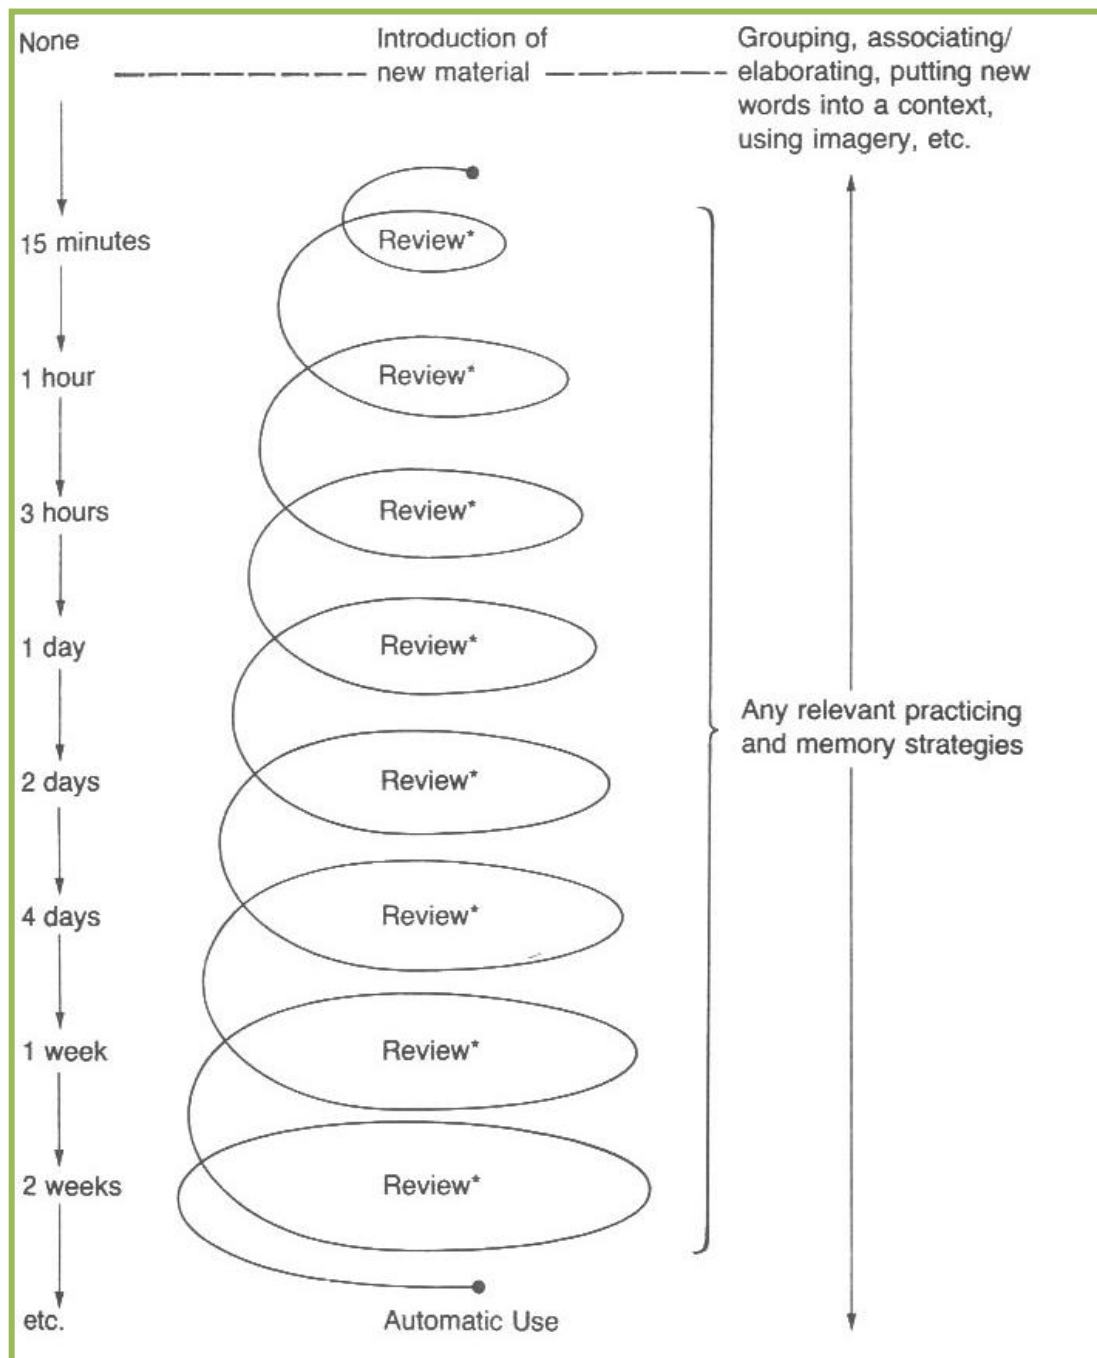 None
Introduction of
new material
Grouping, associating/
elaborating, putting new
words into a context,
using imagery, etc.
15 minutes
Review*
1 hour
Review*
3 hours
Review*
1 day
Review*
2 days
Review*
4 days
Review*
1 week
Review*
2 weeks
Review*
Any relevant practicing
and memory strategies
etc.
Automatic Use